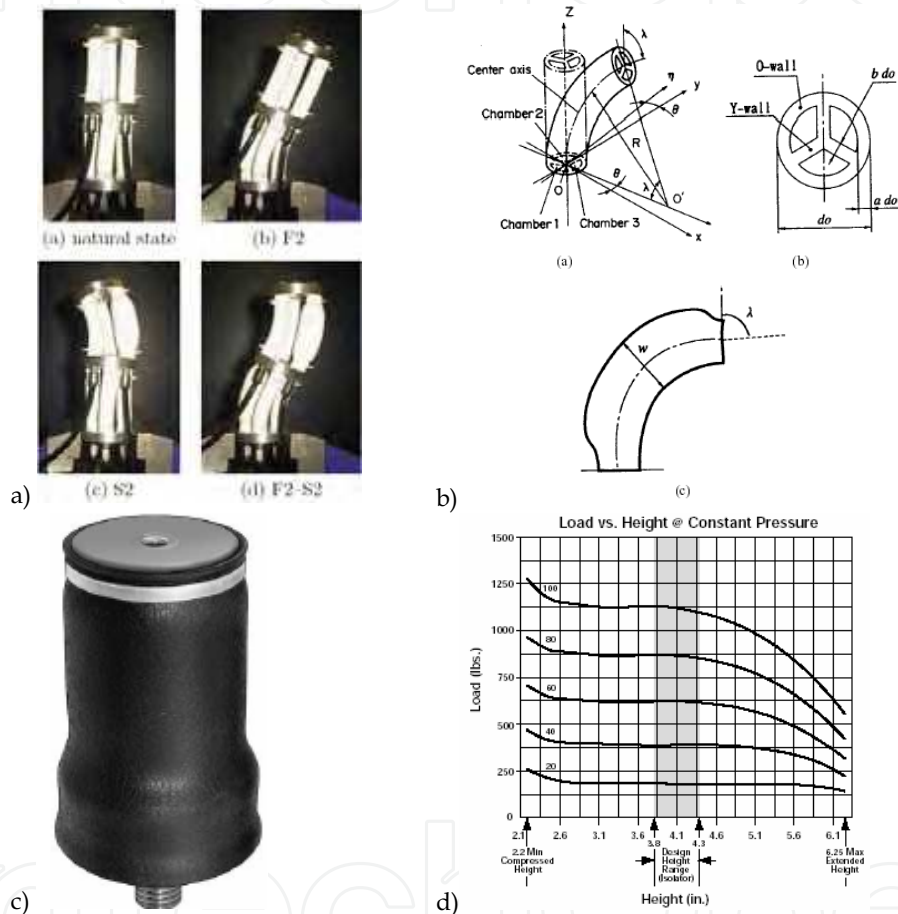 (a) natural state
(b) F2
(c) S2
(d) F2-S2
a)
Z
λ
Center axis
η
y
θ
Chamber 2
R
O
θ
λ
O'
Chamber 1
Chamber 3
x
(a)
O-wall
b do
Y-wall
a do
do
(b)
w
λ
(c)
b)
c)
Load vs. Height @ Constant Pressure
Load (lbs.)
1500
1250
1000
750
500
250
0
100
80
60
40
20
2.1
2.6
3.1
3.6
3.8
4.1
4.3
4.6
5.1
5.6
6.1
2.2 Min
Compressed
Height
Design
Height
Range
(Isolator)
6.25 Max
Extended
Height
Height (in.)
d)